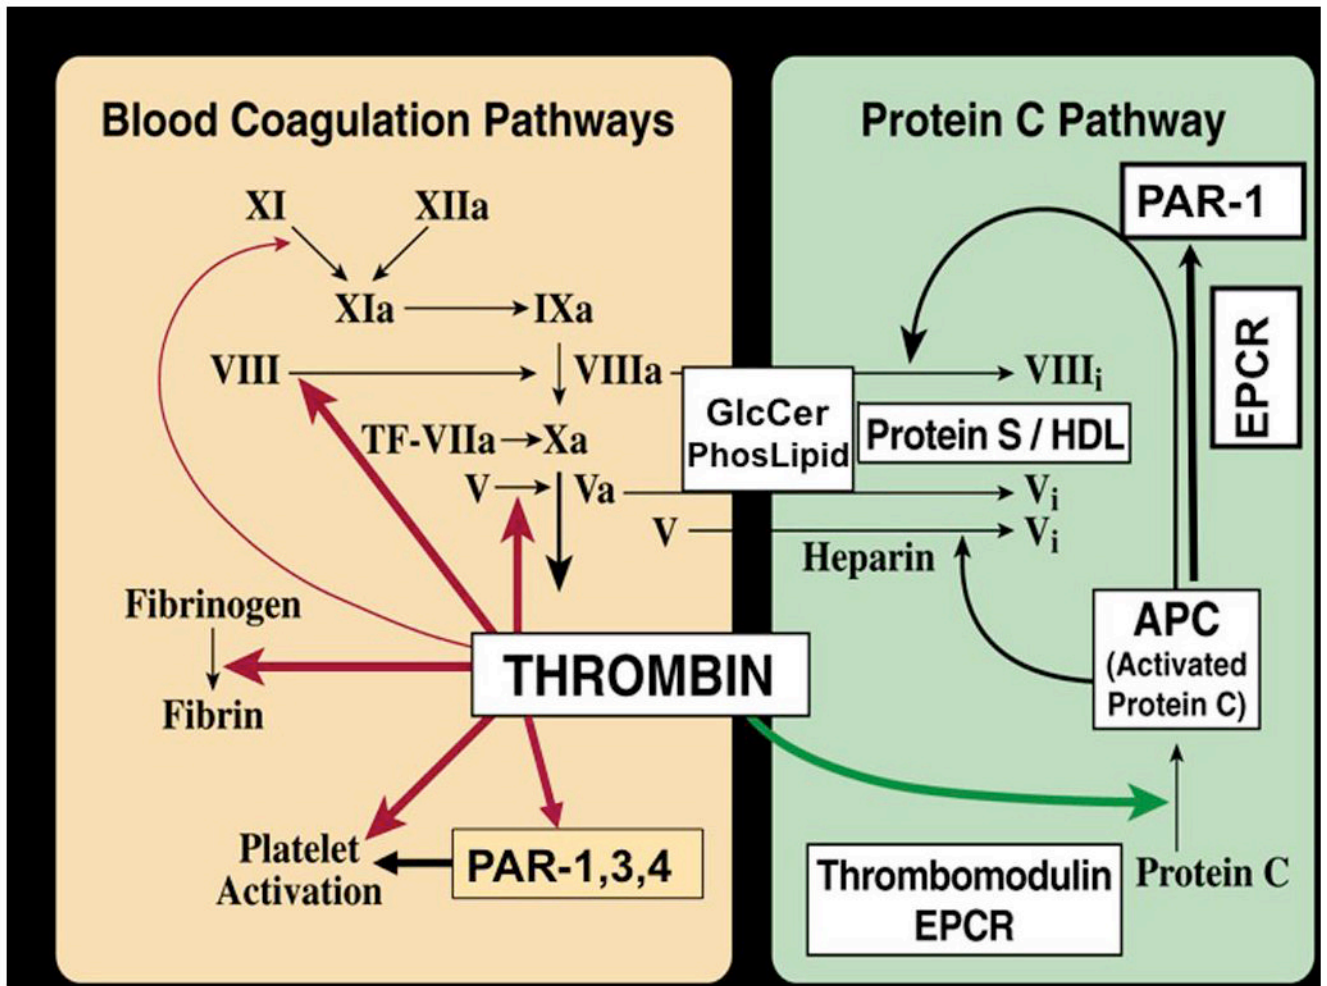 Blood Coagulation Pathways
XI
XIIa
XIa
IXa
VIII
VIIIa
TF-VIIa
Xa
V
Va
V
Fibrinogen
Fibrin
THROMBIN
Platelet
Activation
PAR-1,3,4
GlcCer
PhosLipid
Protein C Pathway
PAR-1
EPCR
VIIIi
Protein S / HDL
Vi
Vi
Heparin
APC
(Activated
Protein C)
Thrombomodulin
EPCR
Protein C